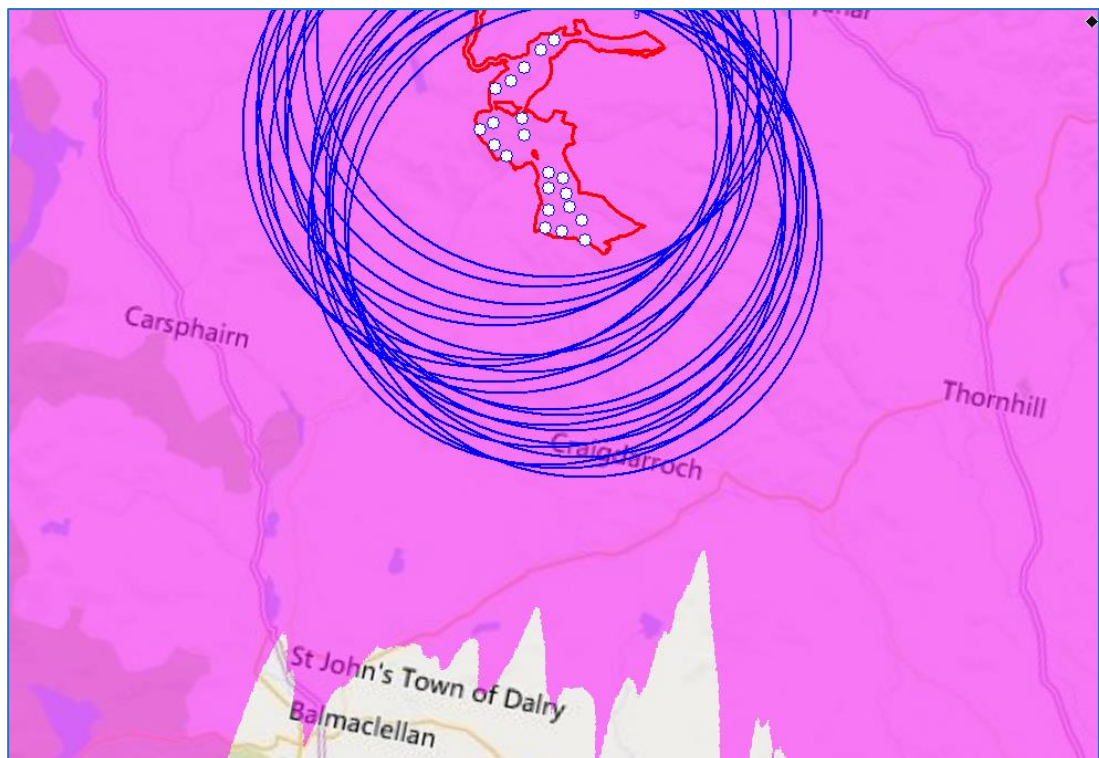 Carsphairn
Thornhill
Craigdarroch
St John's Town of Dalry
Balmaclellan